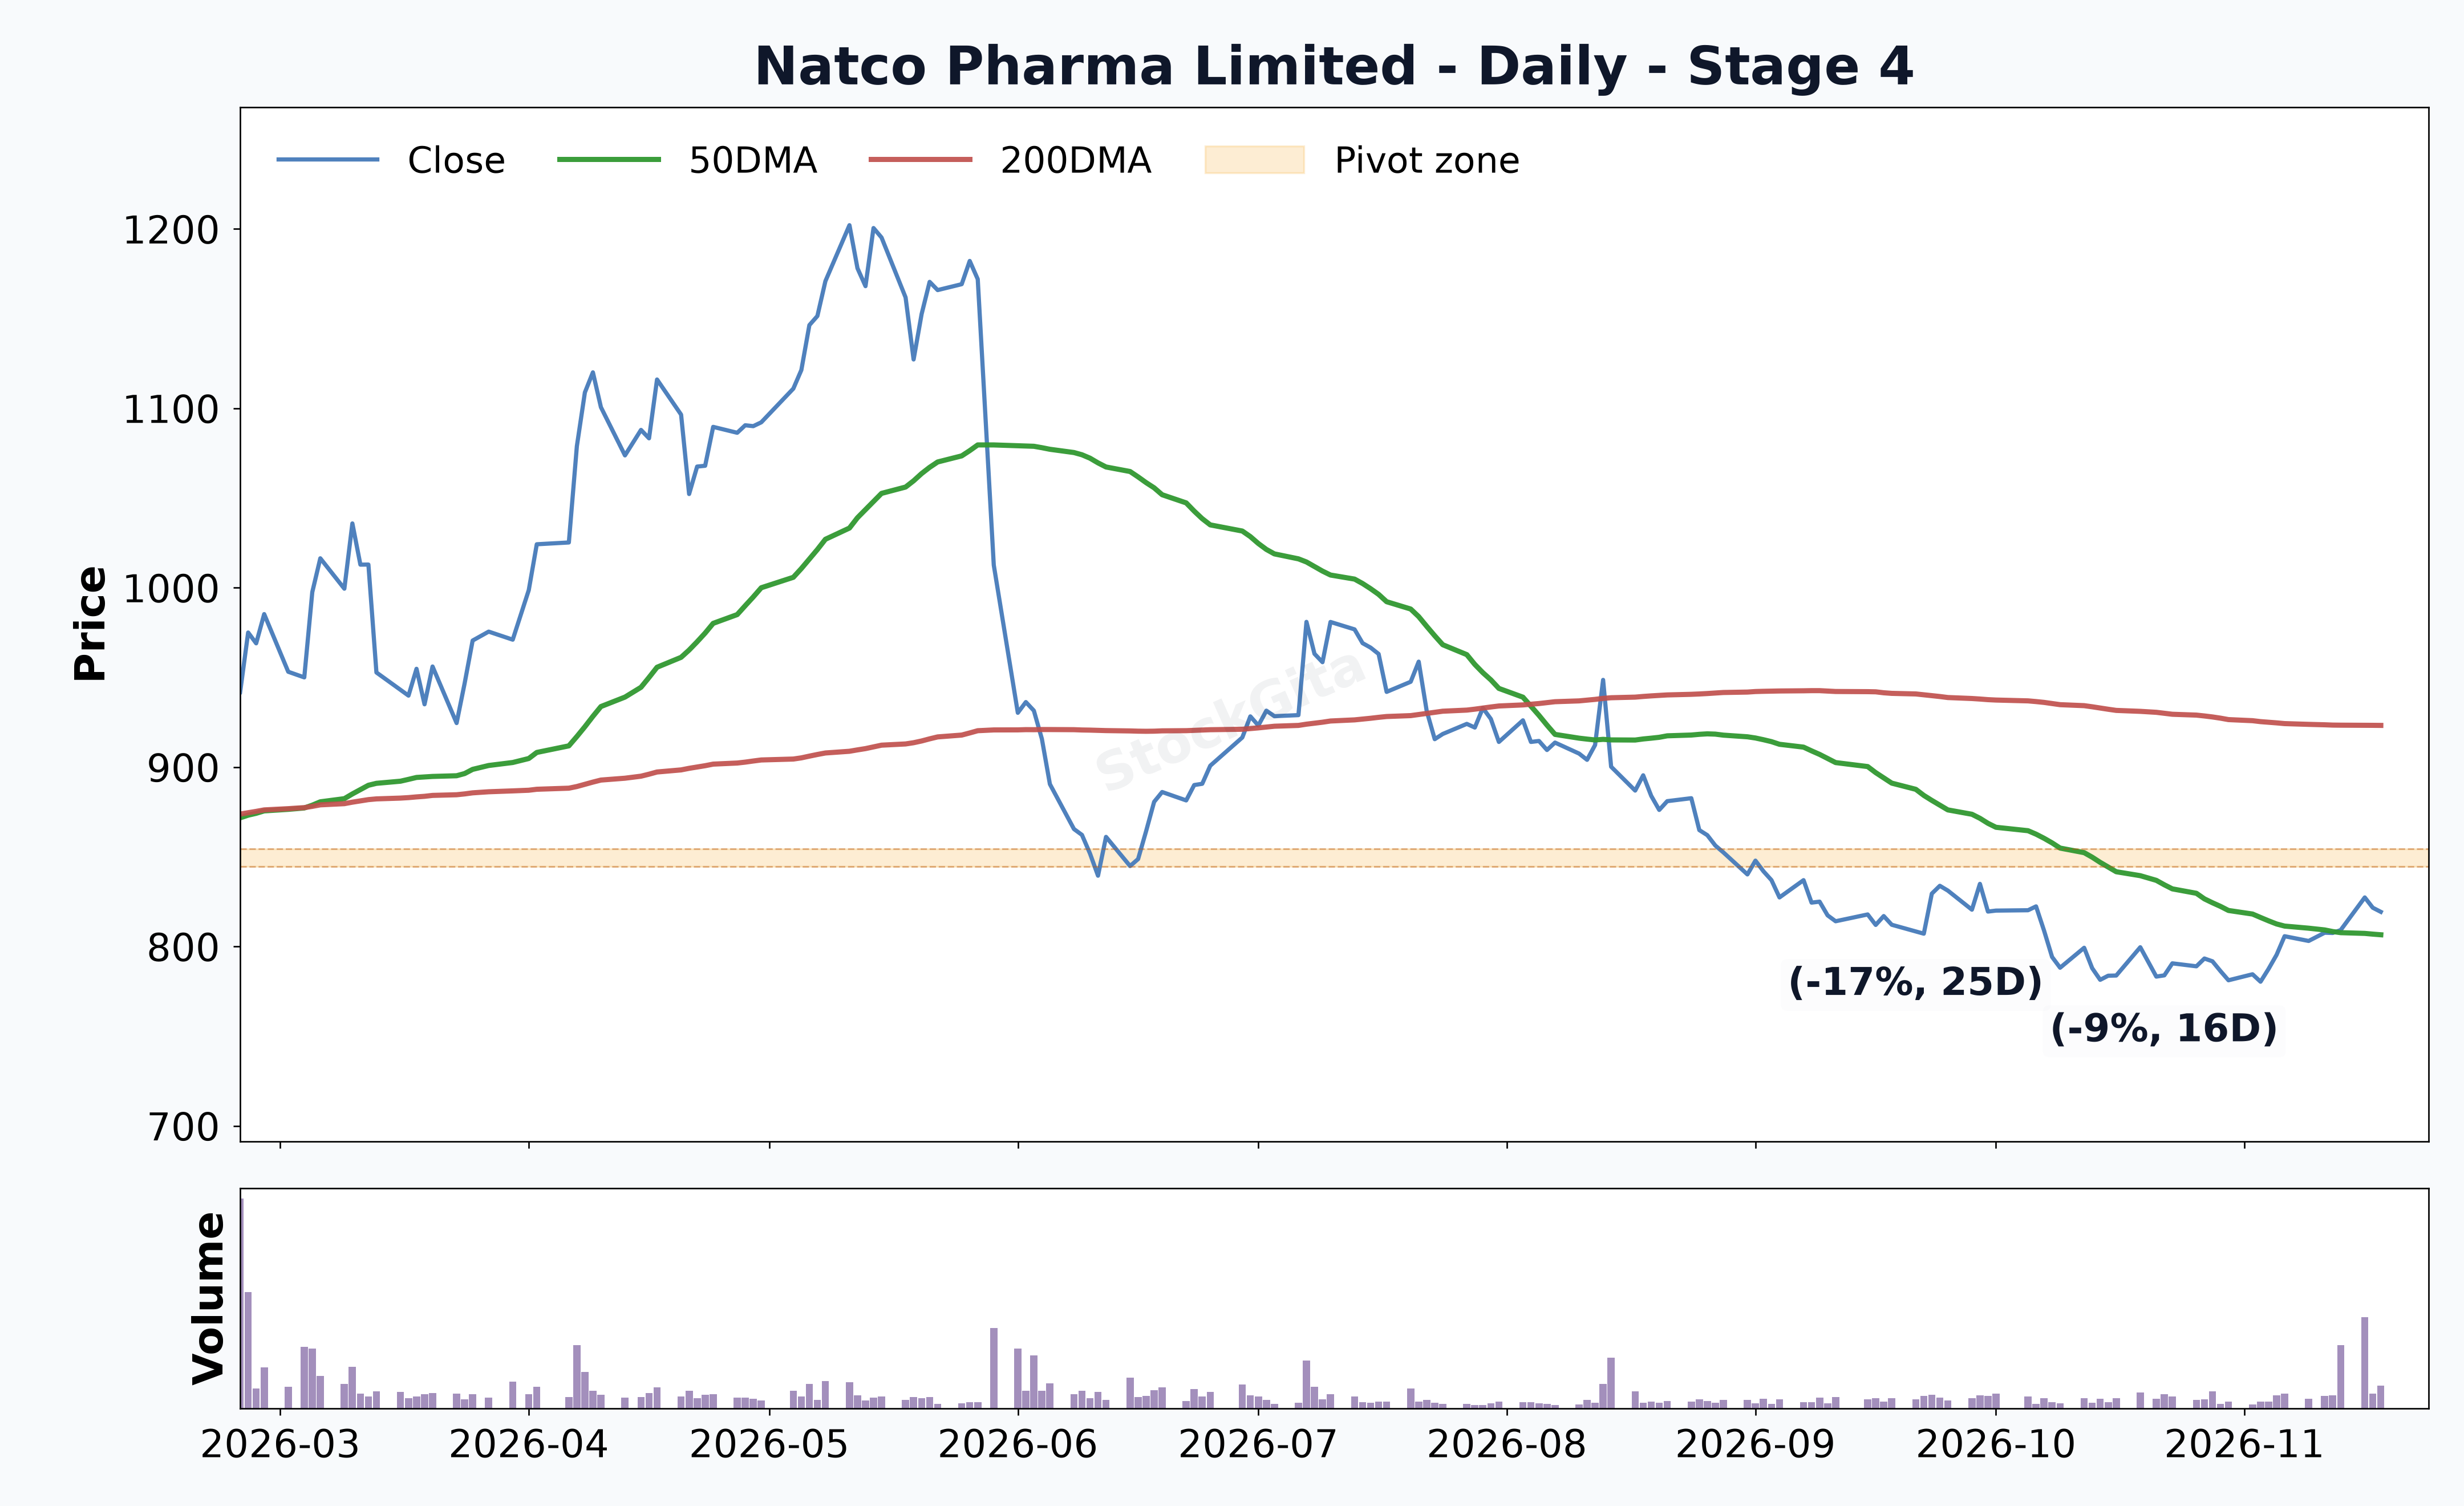 Natco Pharma Limited - Daily - Stage 4
Close 50DMA 200DMA Pivot zone
Price
1200
1100
1000
900
800
700
StockGita
(-17%, 25D)
(-9%, 16D)
Volume
2026-03 2026-04 2026-05 2026-06 2026-07 2026-08 2026-09 2026-10 2026-11